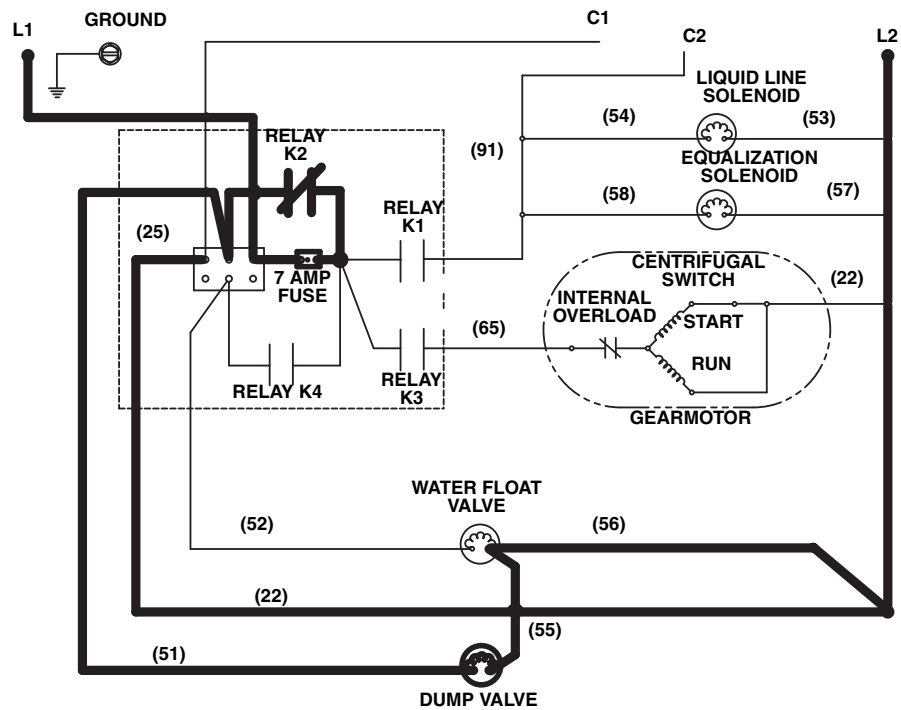 C1
GROUND
L1
C2
L2
LIQUID LINE
SOLENOID
(54)
(53)
RELAY
K2
(91)
EQUALIZATION
SOLENOID
(58)
(57)
RELAY
K1
(25)
7 AMP
FUSE
CENTRIFUGAL
SWITCH
(22)
INTERNAL
OVERLOAD
START
(65)
RUN
RELAY K4
RELAY
K3
GEARMOTOR
WATER FLOAT
VALVE
(52)
(56)
(22)
(55)
(51)
DUMP VALVE